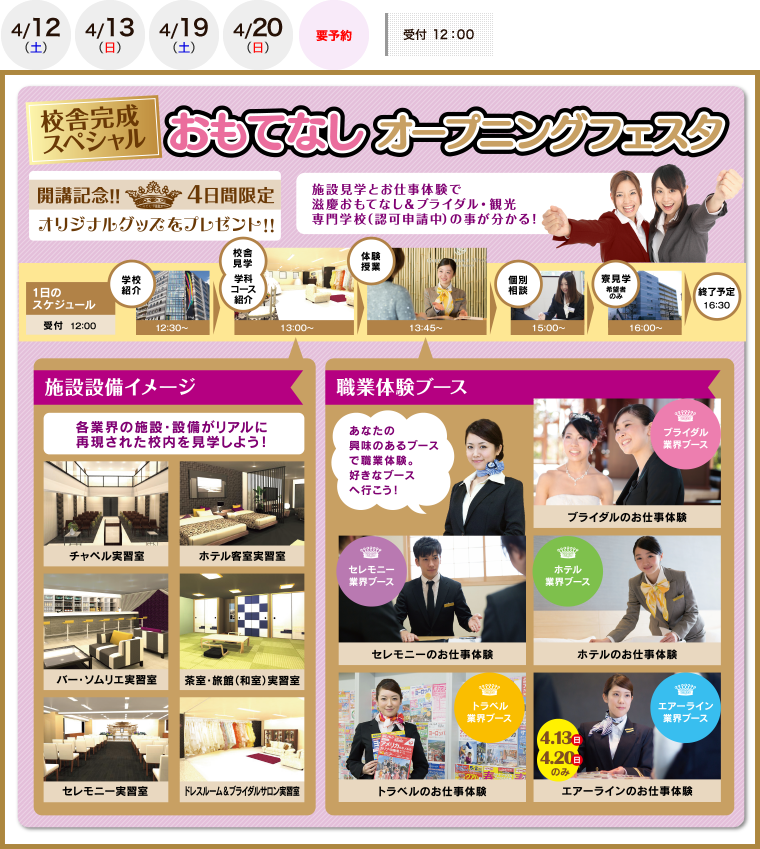 4/12 4/13 4/19 4/20
（土） （日） （土） （日）
要予約
受付 12：00
校舎完成
スペシャル
おもてなし オープニングフェスタ
開講記念!! 4日間限定
オリジナルグッズをプレゼント!!
施設見学とお仕事体験で
滋慶おもてなし＆ブライダル・観光
専門学校（認可申請中）の事が分かる！
1日の
スケジュール
受付 12:00
学校
紹介
12:30～
校舎
見学
学科
コース
紹介
13:00～
体験
授業
13:45～
個別
相談
15:00～
寮見学
希望者
のみ
16:00～
終了予定
16:30
施設設備イメージ
各業界の施設・設備がリアルに
再現された校内を見学しよう！
チャペル実習室
ホテル客室実習室
バー・ソムリエ実習室
茶室・旅館（和室）実習室
セレモニー実習室
ドレスルーム＆ブライダルサロン実習室
職業体験ブース
あなたの
興味のあるブース
で職業体験。
好きなブース
へ行こう！
ブライダル
業界ブース
ブライダルのお仕事体験
セレモニー
業界ブース
セレモニーのお仕事体験
ホテル
業界ブース
ホテルのお仕事体験
トラベル
業界ブース
トラベルのお仕事体験
エアーライン
業界ブース
4.13日
4.20日
のみ
エアーラインのお仕事体験